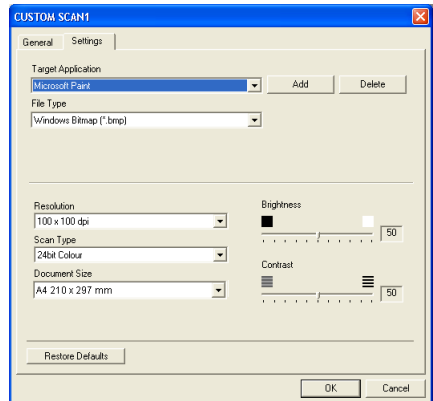 CUSTOM SCAN1
General Settings
Target Application
Microsoft Paint Add Delete
File Type
Windows Bitmap (*.bmp)
Resolution Brightness
100 x 100 dpi 50
Scan Type
24bit Colour Contrast
Document Size
A4 210 x 297 mm 50
Restore Defaults
OK Cancel